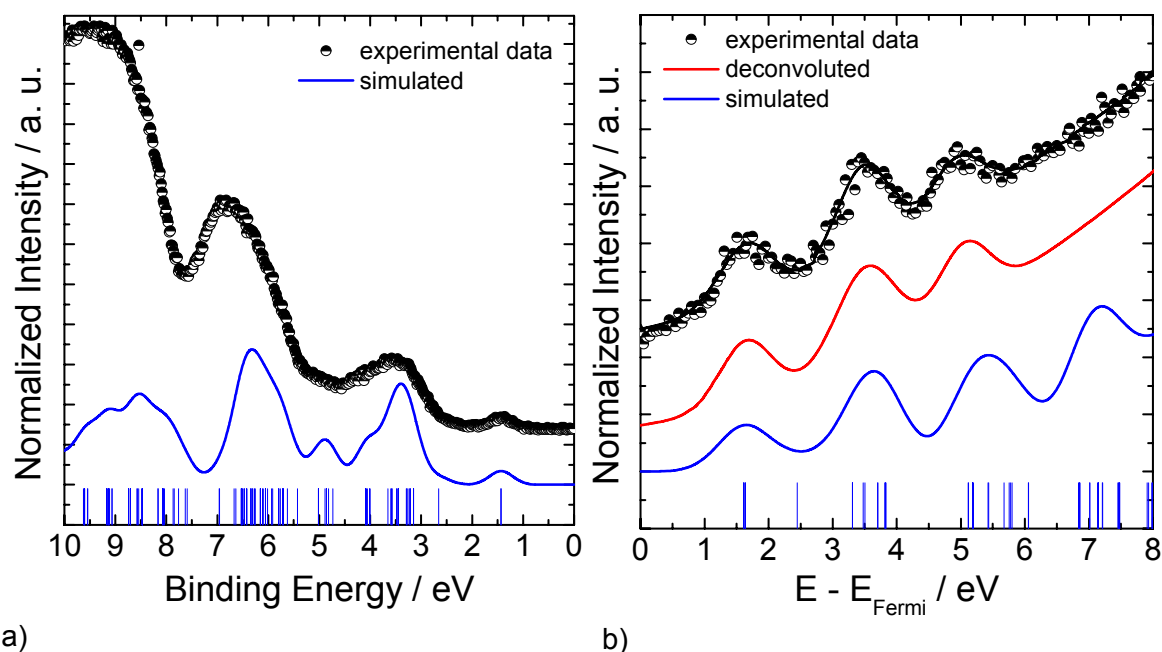 experimental data
simulated
Normalized Intensity / a. u.
10 9 8 7 6 5 4 3 2 1 0
Binding Energy / eV
a)
experimental data
deconvoluted
simulated
Normalized Intensity / a. u.
0 1 2 3 4 5 6 7 8
E - E_Fermi / eV
b)